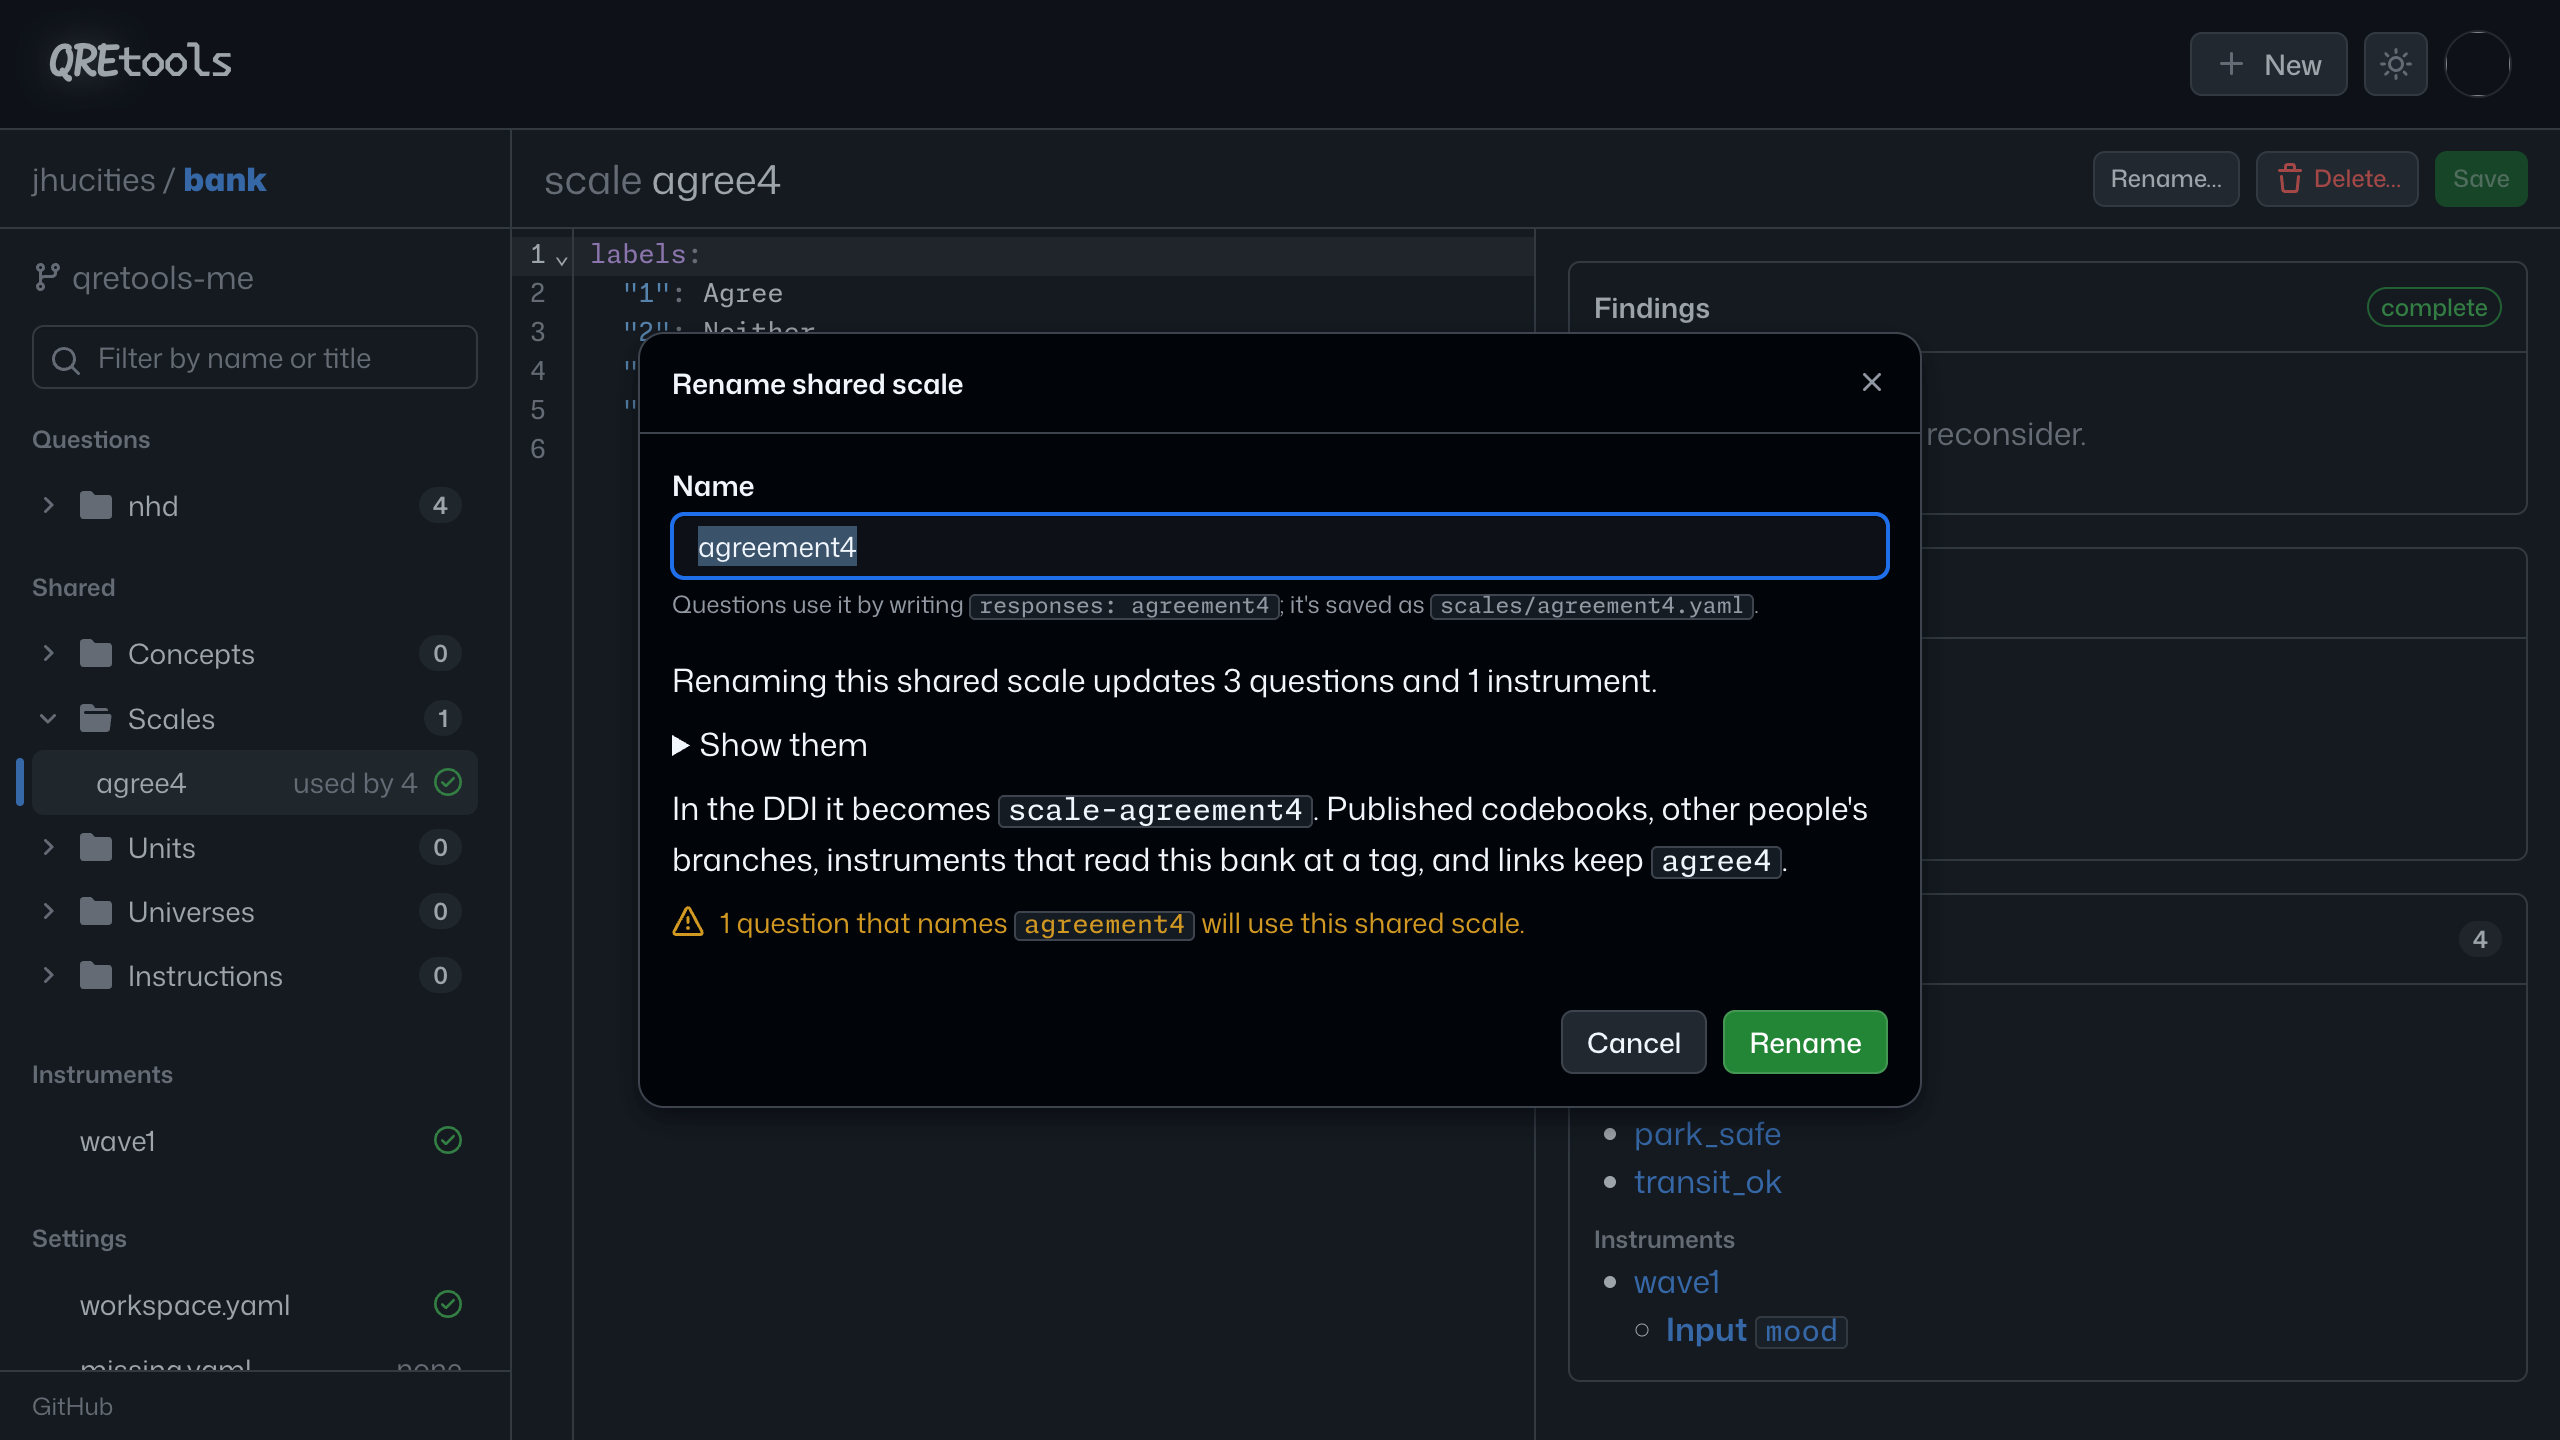 QREtools
New
jhucities / bank
scale agree4
Rename...
Delete...
Save
qretools-me
Filter by name or title
Questions
nhd 4
Shared
Concepts 0
Scales 1
agree4 used by 4
Units 0
Universes 0
Instructions 0
Instruments
wave1
Settings
workspace.yaml
missing.yaml none
GitHub
1 labels:
2 "1": Agree
3 "2": Neither
4 "
5 "
6
Rename shared scale
Name
agreement4
Questions use it by writing responses: agreement4; it's saved as scales/agreement4.yaml.
Renaming this shared scale updates 3 questions and 1 instrument.
Show them
In the DDI it becomes scale-agreement4. Published codebooks, other people's
branches, instruments that read this bank at a tag, and links keep agree4.
1 question that names agreement4 will use this shared scale.
Cancel
Rename
Findings complete
reconsider.
4
park_safe
transit_ok
Instruments
wave1
Input mood